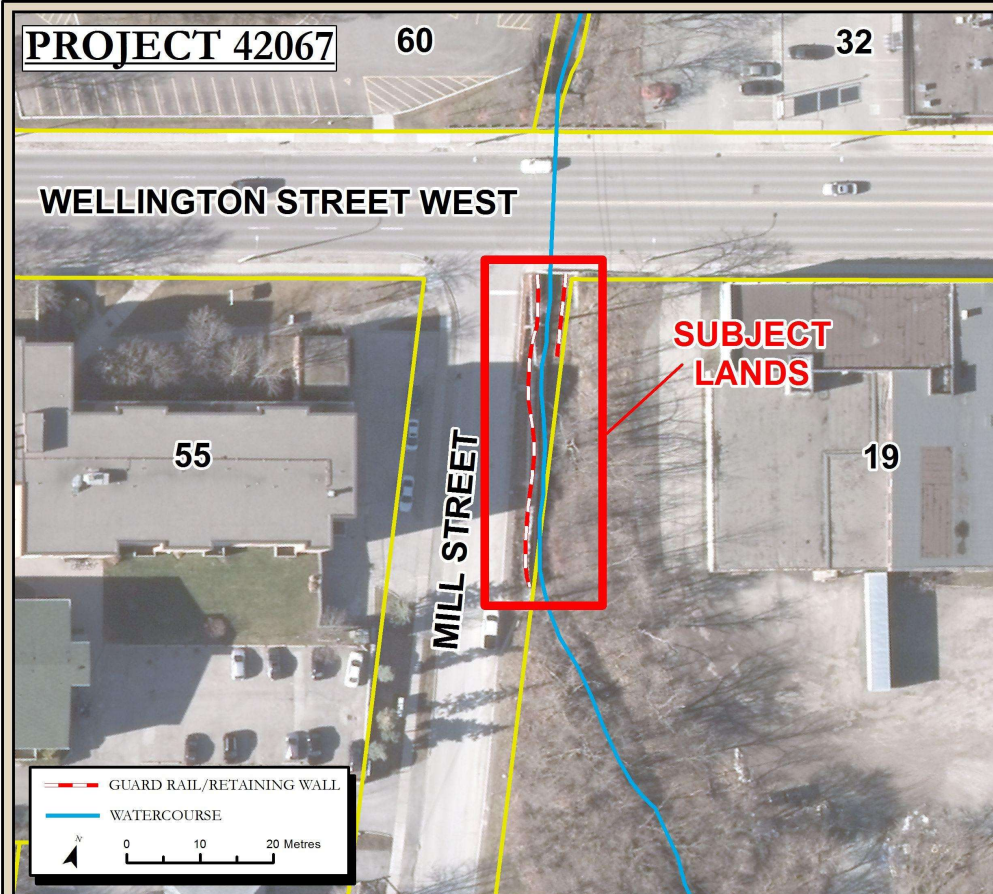 PROJECT 42067
60
32
WELLINGTON STREET WEST
SUBJECT
LANDS
55
19
MILL STREET
GUARD RAIL/RETAINING WALL
WATERCOURSE
N
0 10 20 Metres